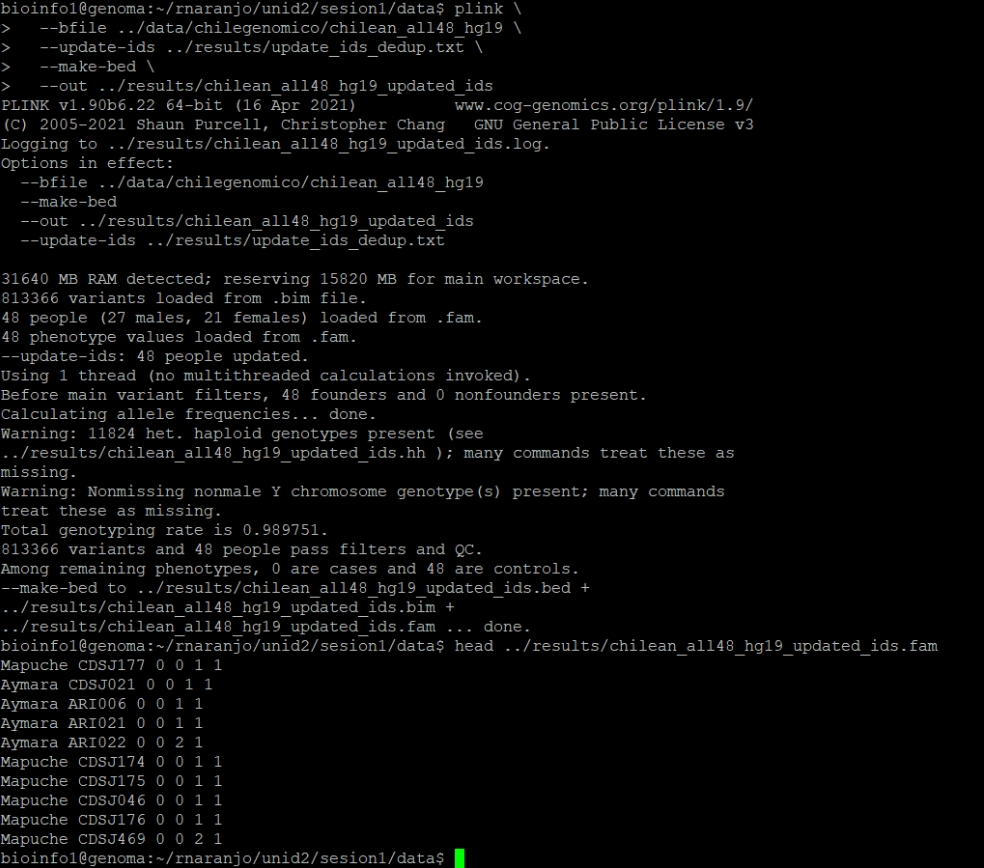 bioinfo1@genoma:~/rnaranjo/unid2/sesion1/data$ plink \
>   --bfile ../data/chilegenomico/chilean_all48_hg19 \
>   --update-ids ../results/update_ids_dedup.txt \
>   --make-bed \
>   --out ../results/chilean_all48_hg19_updated_ids
PLINK v1.90b6.22 64-bit (16 Apr 2021)          www.cog-genomics.org/plink/1.9/
(C) 2005-2021 Shaun Purcell, Christopher Chang   GNU General Public License v3
Logging to ../results/chilean_all48_hg19_updated_ids.log.
Options in effect:
  --bfile ../data/chilegenomico/chilean_all48_hg19
  --make-bed
  --out ../results/chilean_all48_hg19_updated_ids
  --update-ids ../results/update_ids_dedup.txt

31640 MB RAM detected; reserving 15820 MB for main workspace.
813366 variants loaded from .bim file.
48 people (27 males, 21 females) loaded from .fam.
48 phenotype values loaded from .fam.
--update-ids: 48 people updated.
Using 1 thread (no multithreaded calculations invoked).
Before main variant filters, 48 founders and 0 nonfounders present.
Calculating allele frequencies... done.
Warning: 11824 het. haploid genotypes present (see
../results/chilean_all48_hg19_updated_ids.hh ); many commands treat these as
missing.
Warning: Nonmissing nonmale Y chromosome genotype(s) present; many commands
treat these as missing.
Total genotyping rate is 0.989751.
813366 variants and 48 people pass filters and QC.
Among remaining phenotypes, 0 are cases and 48 are controls.
--make-bed to ../results/chilean_all48_hg19_updated_ids.bed +
../results/chilean_all48_hg19_updated_ids.bim +
../results/chilean_all48_hg19_updated_ids.fam ... done.
bioinfo1@genoma:~/rnaranjo/unid2/sesion1/data$ head ../results/chilean_all48_hg19_updated_ids.fam
Mapuche CDSJ177 0 0 1 1
Aymara CDSJ021 0 0 1 1
Aymara ARI006 0 0 1 1
Aymara ARI021 0 0 1 1
Aymara ARI022 0 0 2 1
Mapuche CDSJ174 0 0 1 1
Mapuche CDSJ175 0 0 1 1
Mapuche CDSJ046 0 0 1 1
Mapuche CDSJ176 0 0 1 1
Mapuche CDSJ469 0 0 2 1
bioinfo1@genoma:~/rnaranjo/unid2/sesion1/data$